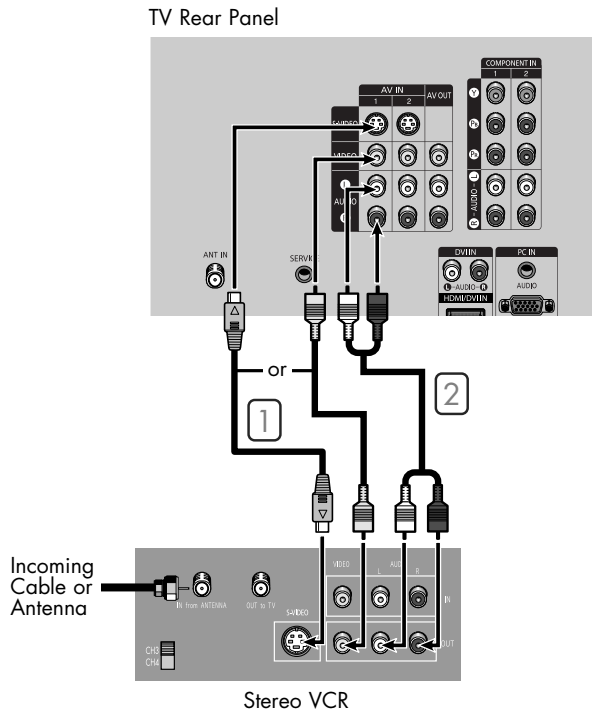 TV Rear Panel
COMPONENT IN
1 2
AV IN
1 2
AV OUT
Y
S-VIDEO
PB
VIDEO
PR
L
AUDIO
R - AUDIO - L
ANT IN
SERVICE
DVI IN
L -AUDIO- R
PC IN
AUDIO
HDMI/DVI IN
or
1
2
Incoming
Cable or
Antenna
IN from ANTENNA
OUT to TV
S-VIDEO
VIDEO
L
R
IN
OUT
CH3
CH4
Stereo VCR